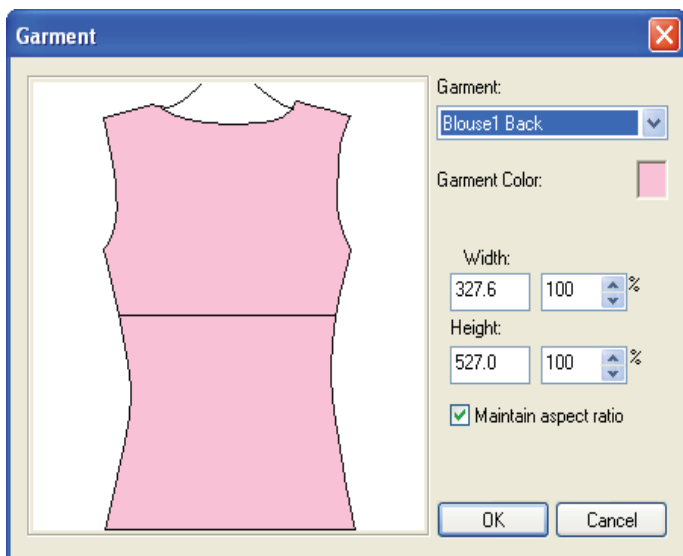 Garment
Garment:
Blouse1 Back
Garment Color:
Width:
327.6 100 %
Height:
527.0 100 %
Maintain aspect ratio
OK Cancel